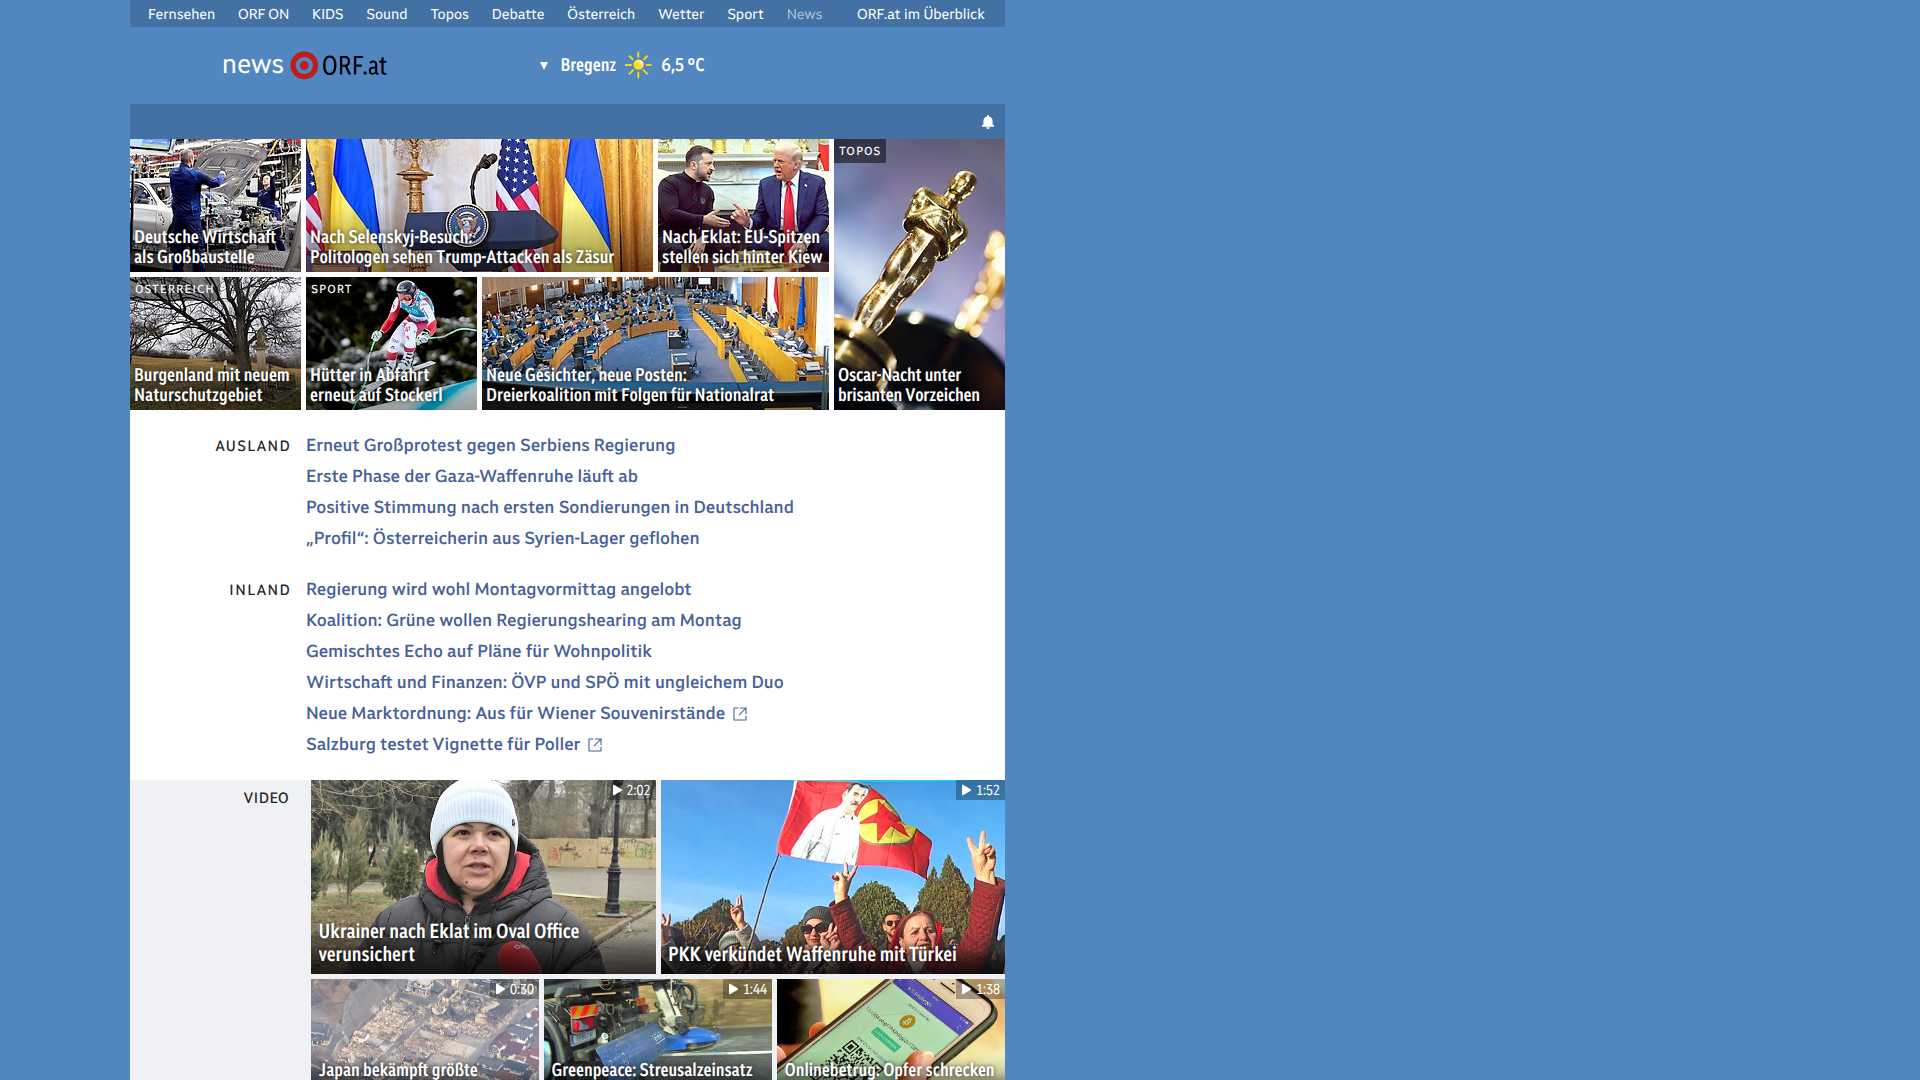 Fernsehen ORF ON KIDS Sound Topos Debatte Österreich Wetter Sport News ORF.at im Überblick
news ORF.at
▼ Bregenz 6,5 °C
Deutsche Wirtschaft
als Großbaustelle
Nach Selenskyj-Besuch:
Politologen sehen Trump-Attacken als Zäsur
Nach Eklat: EU-Spitzen
stellen sich hinter Kiew
TOPOS
Oscar-Nacht unter
brisanten Vorzeichen
ÖSTERREICH
Burgenland mit neuem
Naturschutzgebiet
SPORT
Hütter in Abfahrt
erneut auf Stockerl
Neue Gesichter, neue Posten:
Dreierkoalition mit Folgen für Nationalrat
AUSLAND
Erneut Großprotest gegen Serbiens Regierung
Erste Phase der Gaza-Waffenruhe läuft ab
Positive Stimmung nach ersten Sondierungen in Deutschland
„Profil“: Österreicherin aus Syrien-Lager geflohen
INLAND
Regierung wird wohl Montagvormittag angelobt
Koalition: Grüne wollen Regierungshearing am Montag
Gemischtes Echo auf Pläne für Wohnpolitik
Wirtschaft und Finanzen: ÖVP und SPÖ mit ungleichem Duo
Neue Marktordnung: Aus für Wiener Souvenirstände
Salzburg testet Vignette für Poller
VIDEO
2:02
Ukrainer nach Eklat im Oval Office
verunsichert
1:52
PKK verkündet Waffenruhe mit Türkei
0:30
Japan bekämpft größte
1:44
Greenpeace: Streusalzeinsatz
1:38
Onlinebetrug: Opfer schrecken